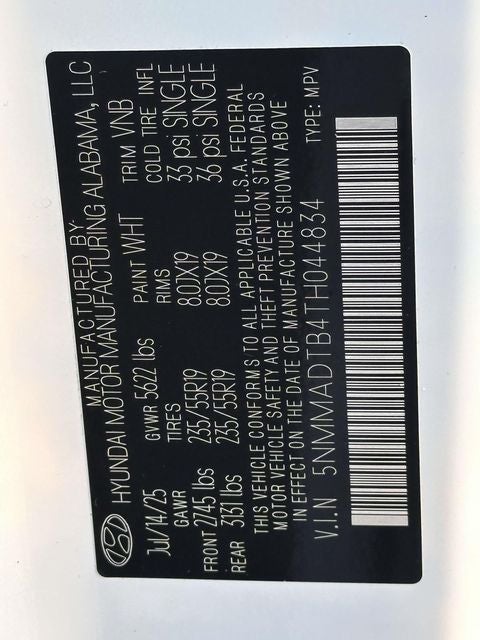 MANUFACTURED BY:
HYUNDAI MOTOR MANUFACTURING ALABAMA, LLC
Jul/14/25 GVWR 5622 lbs PAINT WHT TRIM VNB
GAWR TIRES RIMS COLD TIRE INFL
FRONT 2745 lbs 235/55R19 8.0JX19 33 psi SINGLE
REAR 3131 lbs 235/55R19 8.0JX19 36 psi SINGLE
THIS VEHICLE CONFORMS TO ALL APPLICABLE U.S.A. FEDERAL
MOTOR VEHICLE SAFETY AND THEFT PREVENTION STANDARDS
IN EFFECT ON THE DATE OF MANUFACTURE SHOWN ABOVE
V.I.N 5NMMADTB4TH044834 TYPE: MPV